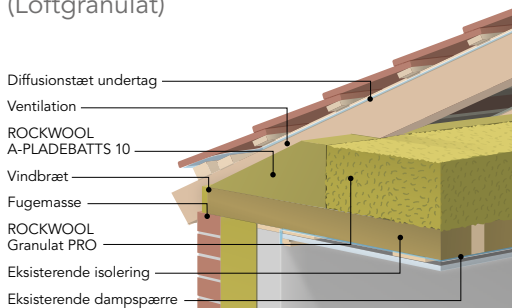 (Loftgranulat)
Diffusionstæt undertag
Ventilation
ROCKWOOL
A-PLADEBATTS 10
Vindbræt
Fugemasse
ROCKWOOL
Granulat PRO
Eksisterende isolering
Eksisterende dampspærre